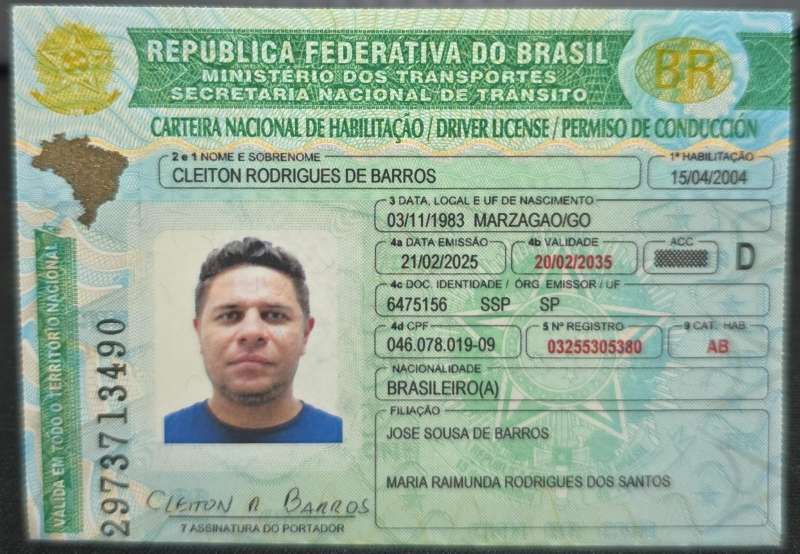 REPÚBLICA FEDERATIVA DO BRASIL
MINISTÉRIO DOS TRANSPORTES
SECRETARIA NACIONAL DE TRÂNSITO
BR
CARTEIRA NACIONAL DE HABILITAÇÃO / DRIVER LICENSE / PERMISO DE CONDUCCIÓN
2 e 1 NOME E SOBRENOME
CLEITON RODRIGUES DE BARROS
1ª HABILITAÇÃO
15/04/2004
3 DATA, LOCAL E UF DE NASCIMENTO
03/11/1983 MARZAGAO/GO
4a DATA EMISSÃO
21/02/2025
4b VALIDADE
20/02/2035
ACC
D
4c DOC. IDENTIDADE / ÓRG. EMISSOR / UF
6475156 SSP SP
4d CPF
046.078.019-09
5 Nº REGISTRO
03255305380
9 CAT. HAB.
AB
NACIONALIDADE
BRASILEIRO(A)
FILIAÇÃO
JOSE SOUSA DE BARROS
MARIA RAIMUNDA RODRIGUES DOS SANTOS
VÁLIDA EM TODO O TERRITÓRIO NACIONAL
2973713490
CLEITON R BARROS
7 ASSINATURA DO PORTADOR